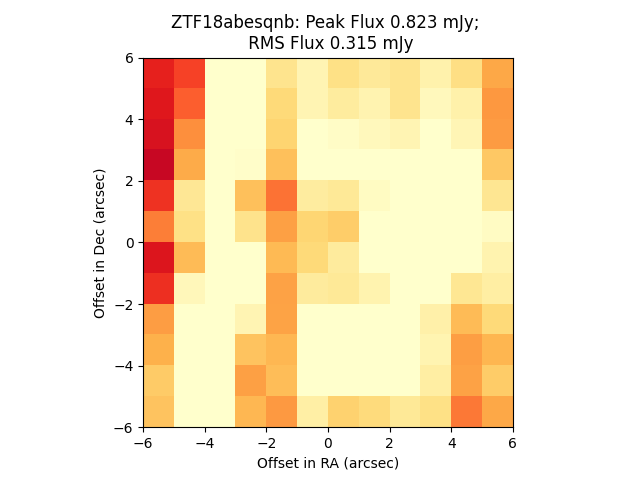 ZTF18abesqnb: Peak Flux 0.823 mJy;
RMS Flux 0.315 mJy
6
4
2
0
−2
−4
−6
Offset in Dec (arcsec)
−6 −4 −2 0 2 4 6
Offset in RA (arcsec)